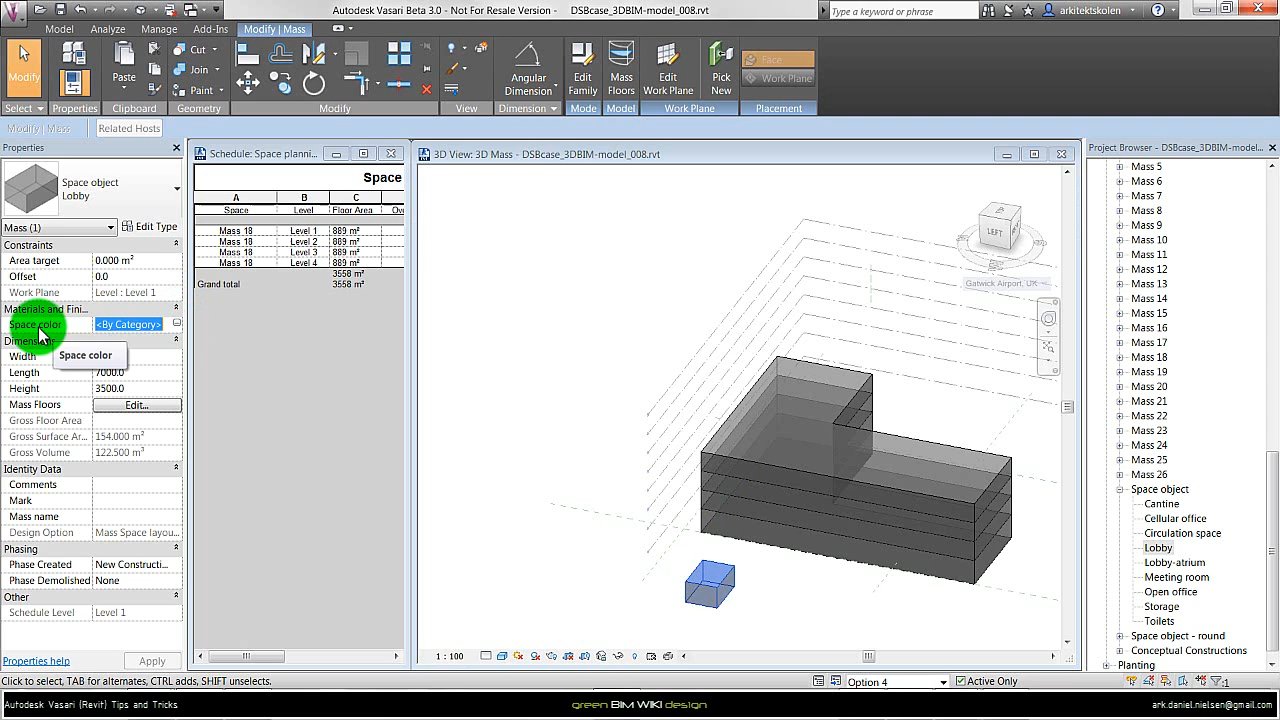 Autodesk Vasari Beta 3.0 - Not For Resale Version - DSBcase_3DBIM-model_008.rvt
Type a keyword or phrase
arkitektskolen
Model Analyze Manage Add-Ins Modify | Mass
Modify
Paste
Cut
Join
Paint
Angular Dimension
Edit Family
Mass Floors
Edit Work Plane
Pick New
Face
Work Plane
Select Properties Clipboard Geometry Modify View Dimension Mode Model Work Plane Placement
Modify | Mass Related Hosts
Properties
Space object
Lobby
Mass (1) Edit Type
Constraints
Area target 0.000 m²
Offset 0.0
Work Plane Level : Level 1
Materials and Fini...
Space color <By Category>
Space color
Width
Length 7000.0
Height 3500.0
Mass Floors Edit...
Gross Floor Area
Gross Surface Ar... 154.000 m²
Gross Volume 122.500 m³
Identity Data
Comments
Mark
Mass name
Design Option Mass Space layou...
Phasing
Phase Created New Constructi...
Phase Demolished None
Other
Schedule Level Level 1
Properties help Apply
Schedule: Space planni...
Space
A B C
Space Level Floor Area
Mass 18 Level 1 889 m²
Mass 18 Level 2 889 m²
Mass 18 Level 3 889 m²
Mass 18 Level 4 889 m²
3558 m²
Grand total 3558 m²
3D View: 3D Mass - DSBcase_3DBIM-model_008.rvt
LEFT
Gatwick Airport, UK
1 : 100
Project Browser - DSBcase_3DBIM-model...
Mass 5
Mass 6
Mass 7
Mass 8
Mass 9
Mass 10
Mass 11
Mass 12
Mass 13
Mass 14
Mass 15
Mass 16
Mass 17
Mass 18
Mass 19
Mass 20
Mass 21
Mass 22
Mass 23
Mass 24
Mass 25
Mass 26
Space object
Cantine
Cellular office
Circulation space
Lobby
Lobby-atrium
Meeting room
Open office
Storage
Toilets
Space object - round
Conceptual Constructions
Planting
Click to select, TAB for alternates, CTRL adds, SHIFT unselects.
Option 4
Active Only
:1
Autodesk Vasari (Revit) Tips and Tricks
green BIM WIKI design
ark.daniel.nielsen@gmail.com